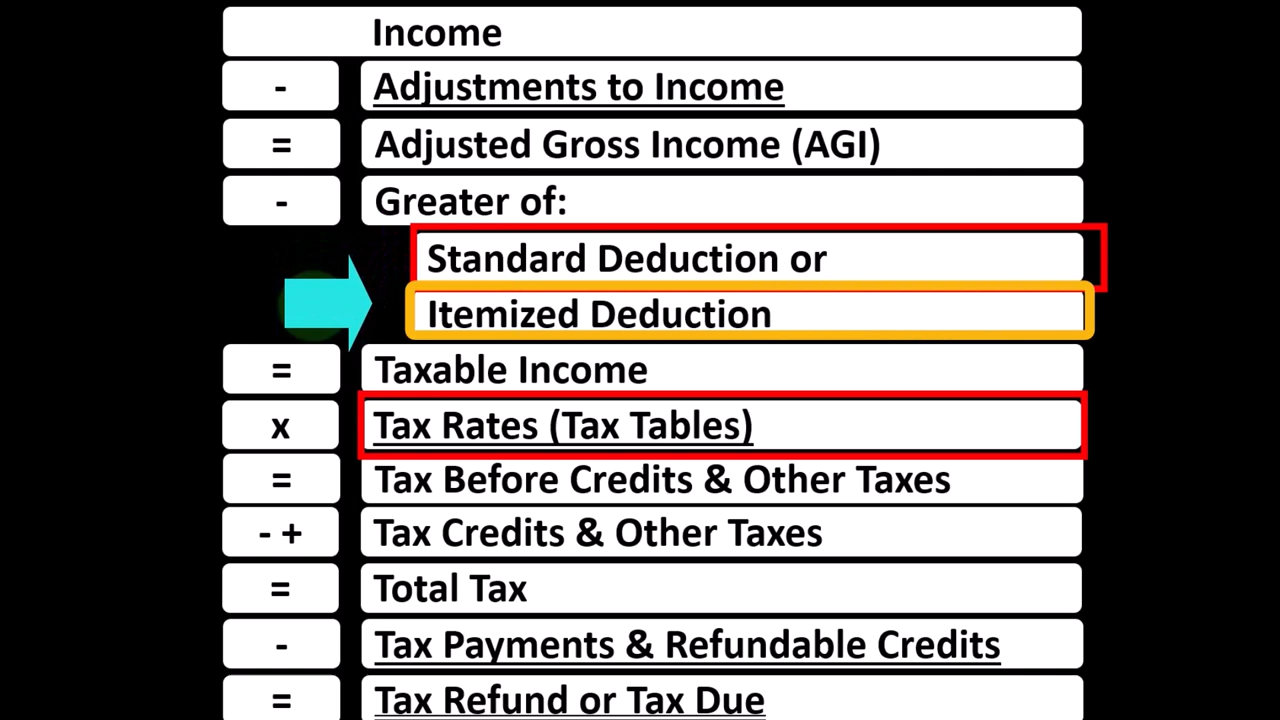 Income
- Adjustments to Income
= Adjusted Gross Income (AGI)
- Greater of:
Standard Deduction or
Itemized Deduction
= Taxable Income
x Tax Rates (Tax Tables)
= Tax Before Credits & Other Taxes
- + Tax Credits & Other Taxes
= Total Tax
- Tax Payments & Refundable Credits
= Tax Refund or Tax Due